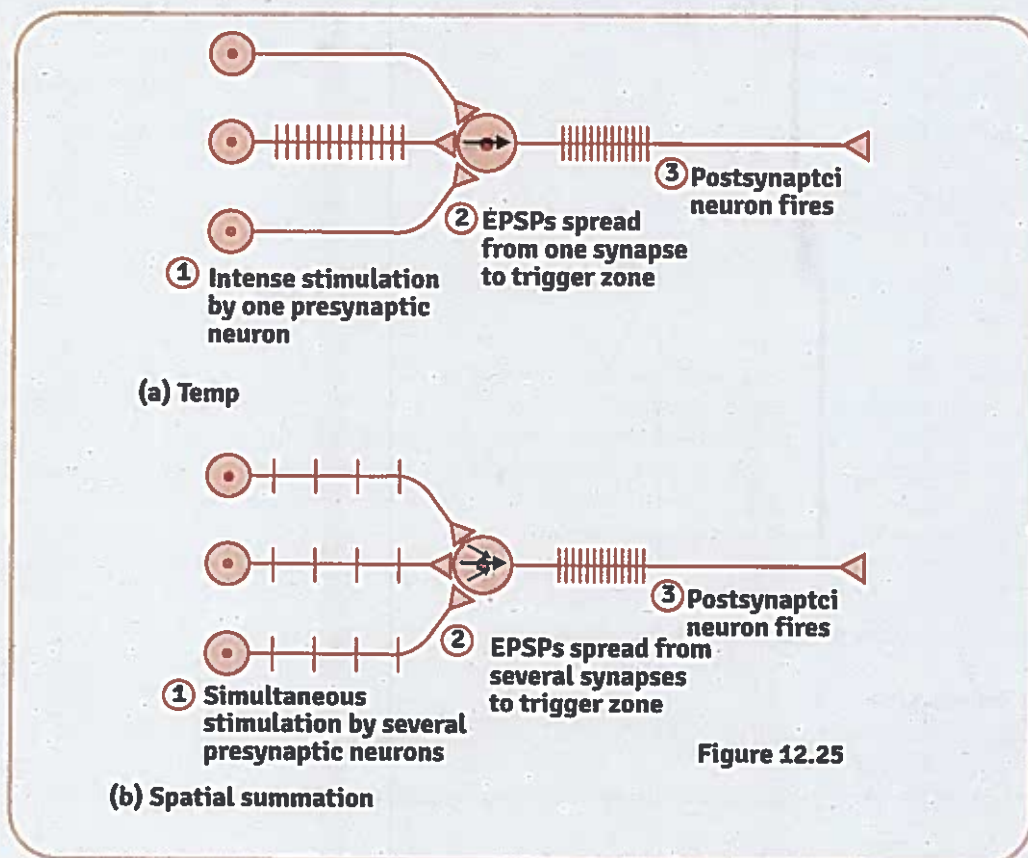 1 Intense stimulation
by one presynaptic
neuron
2 EPSPs spread
from one synapse
to trigger zone
3 Postsynaptci
neuron fires
(a) Temp
1 Simultaneous
stimulation by several
presynaptic neurons
2 EPSPs spread from
several synapses
to trigger zone
3 Postsynaptci
neuron fires
Figure 12.25
(b) Spatial summation